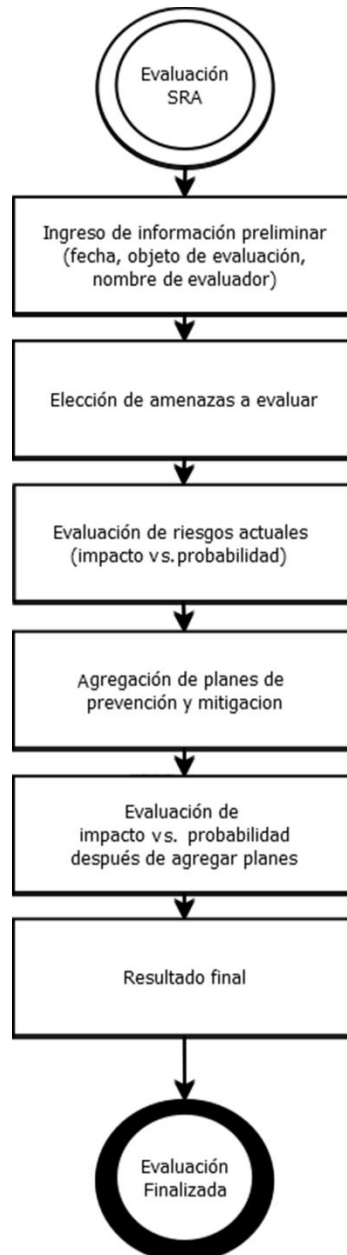 Evaluación
SRA
Ingreso de información preliminar
(fecha, objeto de evaluación,
nombre de evaluador)
Elección de amenazas a evaluar
Evaluación de riesgos actuales
(impacto vs. probabilidad)
Agregación de planes de
prevención y mitigacion
Evaluación de
impacto vs. probabilidad
después de agregar planes
Resultado final
Evaluación
Finalizada